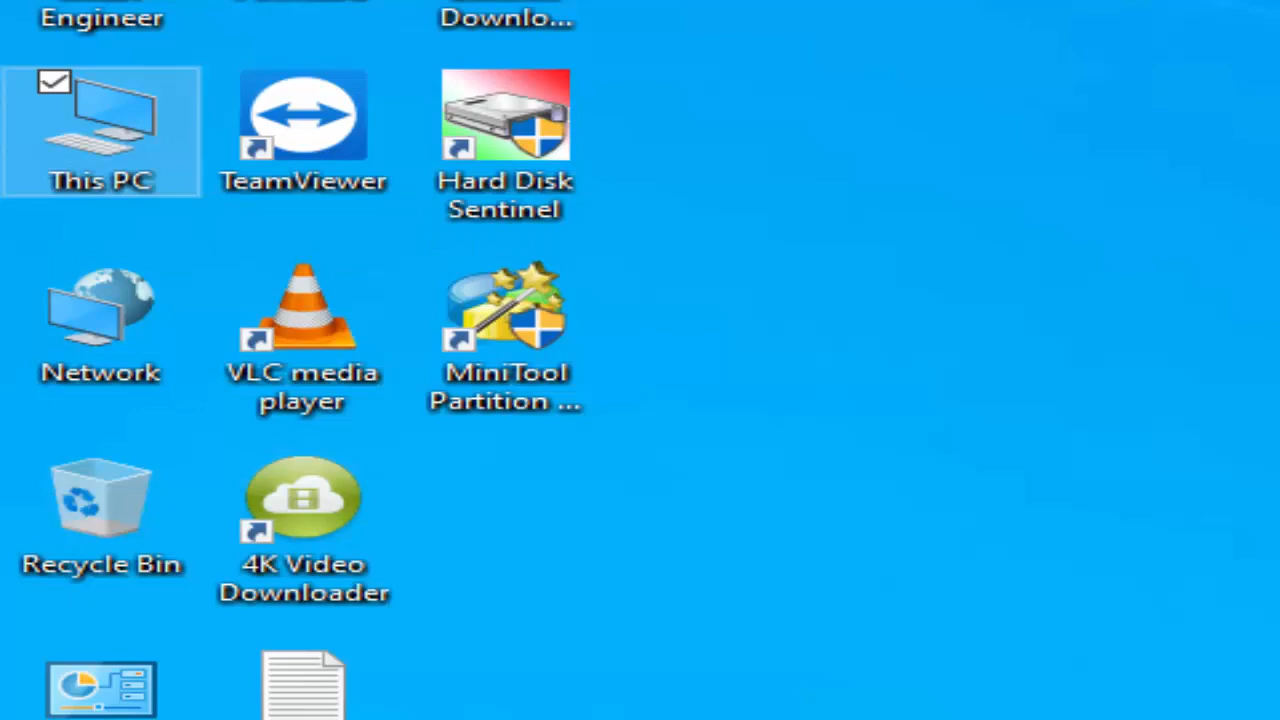 Engineer
Downlo...
This PC
TeamViewer
Hard Disk
Sentinel
Network
VLC media
player
MiniTool
Partition ...
Recycle Bin
4K Video
Downloader